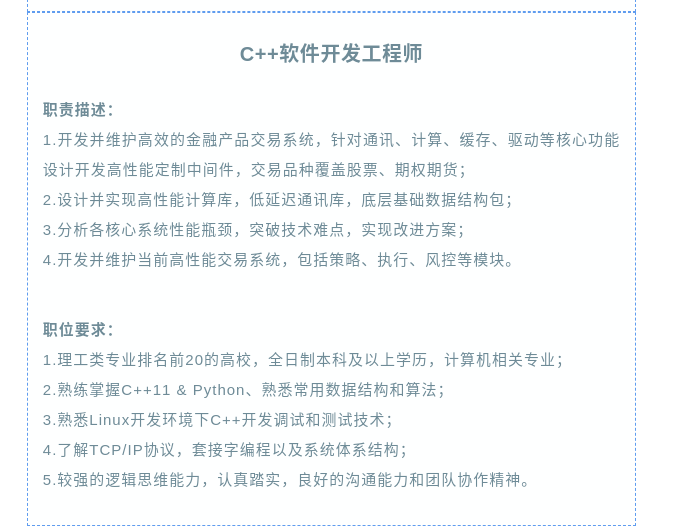 C++软件开发工程师
职责描述：
1.开发并维护高效的金融产品交易系统，针对通讯、计算、缓存、驱动等核心功能
设计开发高性能定制中间件，交易品种覆盖股票、期权期货；
2.设计并实现高性能计算库，低延迟通讯库，底层基础数据结构包；
3.分析各核心系统性能瓶颈，突破技术难点，实现改进方案；
4.开发并维护当前高性能交易系统，包括策略、执行、风控等模块。
职位要求：
1.理工类专业排名前20的高校，全日制本科及以上学历，计算机相关专业；
2.熟练掌握C++11 & Python、熟悉常用数据结构和算法；
3.熟悉Linux开发环境下C++开发调试和测试技术；
4.了解TCP/IP协议，套接字编程以及系统体系结构；
5.较强的逻辑思维能力，认真踏实，良好的沟通能力和团队协作精神。